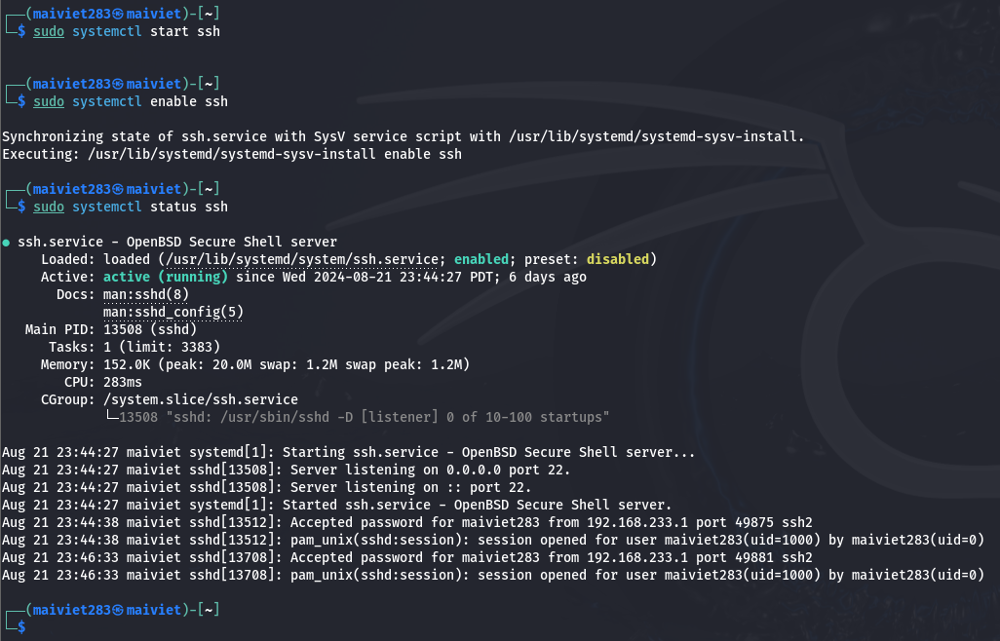 ┌──(maiviet283㉿maiviet)-[~]
└─$ sudo systemctl start ssh
┌──(maiviet283㉿maiviet)-[~]
└─$ sudo systemctl enable ssh
Synchronizing state of ssh.service with SysV service script with /usr/lib/systemd/systemd-sysv-install.
Executing: /usr/lib/systemd/systemd-sysv-install enable ssh
┌──(maiviet283㉿maiviet)-[~]
└─$ sudo systemctl status ssh
● ssh.service - OpenBSD Secure Shell server
Loaded: loaded (/usr/lib/systemd/system/ssh.service; enabled; preset: disabled)
Active: active (running) since Wed 2024-08-21 23:44:27 PDT; 6 days ago
Docs: man:sshd(8)
man:sshd_config(5)
Main PID: 13508 (sshd)
Tasks: 1 (limit: 3383)
Memory: 152.0K (peak: 20.0M swap: 1.2M swap peak: 1.2M)
CPU: 283ms
CGroup: /system.slice/ssh.service
└─13508 "sshd: /usr/sbin/sshd -D [listener] 0 of 10-100 startups"
Aug 21 23:44:27 maiviet systemd[1]: Starting ssh.service - OpenBSD Secure Shell server...
Aug 21 23:44:27 maiviet sshd[13508]: Server listening on 0.0.0.0 port 22.
Aug 21 23:44:27 maiviet sshd[13508]: Server listening on :: port 22.
Aug 21 23:44:27 maiviet systemd[1]: Started ssh.service - OpenBSD Secure Shell server.
Aug 21 23:44:38 maiviet sshd[13512]: Accepted password for maiviet283 from 192.168.233.1 port 49875 ssh2
Aug 21 23:44:38 maiviet sshd[13512]: pam_unix(sshd:session): session opened for user maiviet283(uid=1000) by maiviet283(uid=0)
Aug 21 23:46:33 maiviet sshd[13708]: Accepted password for maiviet283 from 192.168.233.1 port 49881 ssh2
Aug 21 23:46:33 maiviet sshd[13708]: pam_unix(sshd:session): session opened for user maiviet283(uid=1000) by maiviet283(uid=0)
┌──(maiviet283㉿maiviet)-[~]
└─$